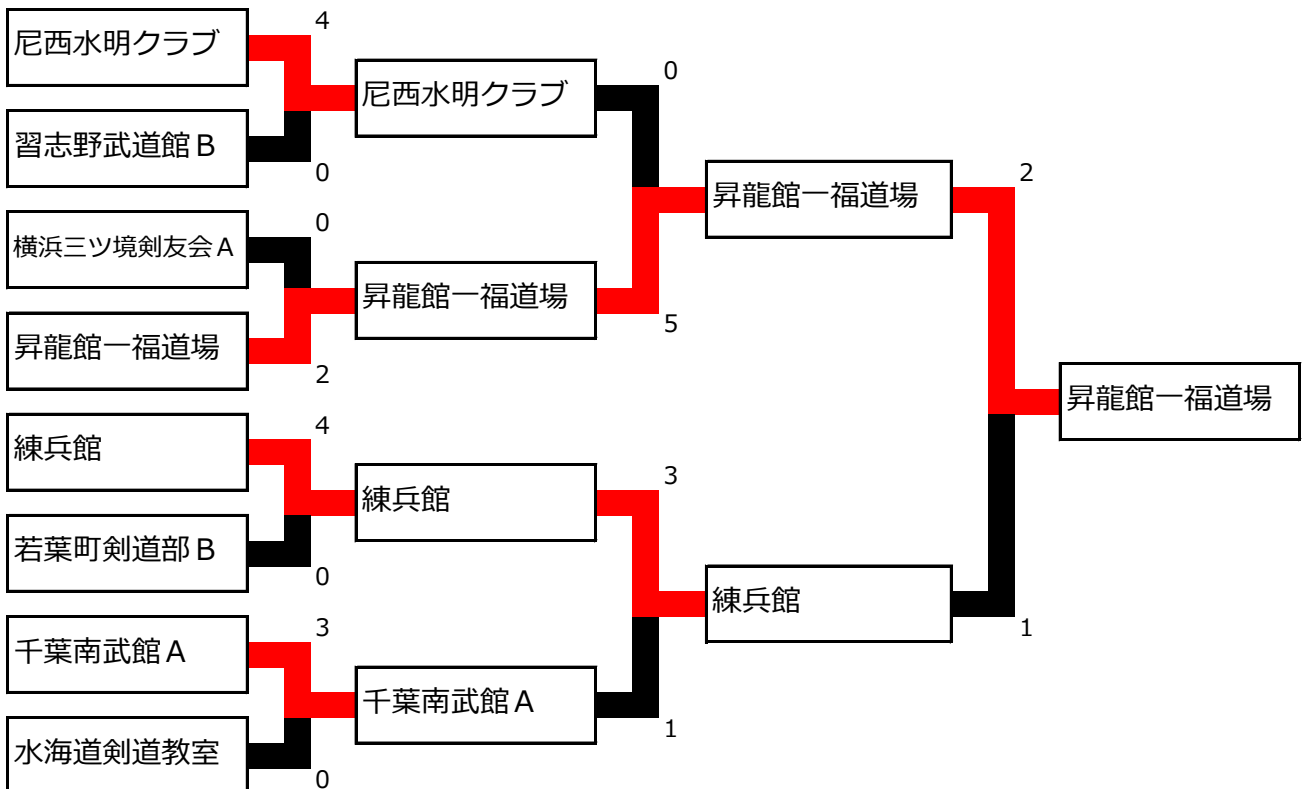 尼西水明クラブ
4
習志野武道館B
0
横浜三ツ境剣友会A
0
昇龍館一福道場
2
練兵館
4
若葉町剣道部B
0
千葉南武館A
3
水海道剣道教室
0
尼西水明クラブ
0
昇龍館一福道場
5
練兵館
3
千葉南武館A
1
昇龍館一福道場
2
練兵館
1
昇龍館一福道場